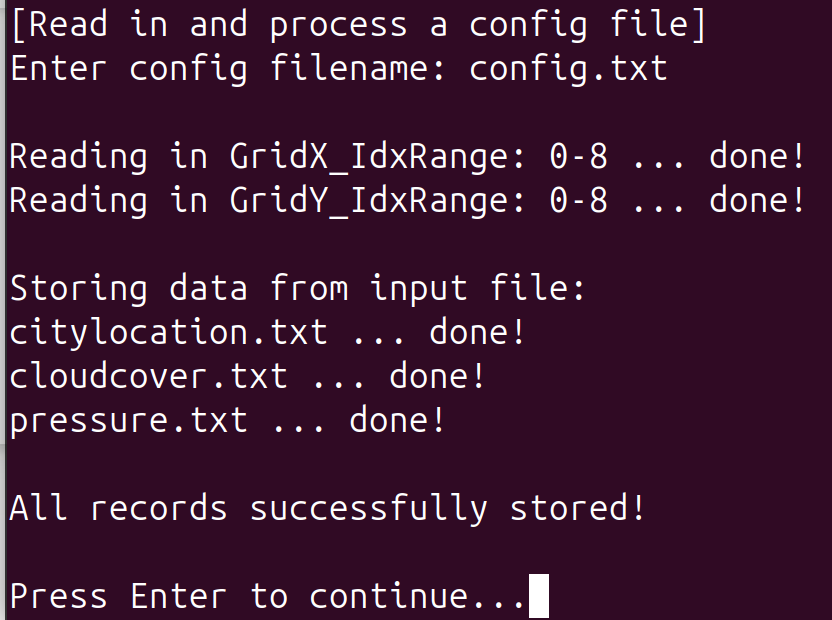 [Read in and process a config file]
Enter config filename: config.txt
Reading in GridX_IdxRange: 0-8 ... done!
Reading in GridY_IdxRange: 0-8 ... done!
Storing data from input file:
citylocation.txt ... done!
cloudcover.txt ... done!
pressure.txt ... done!
All records successfully stored!
Press Enter to continue...